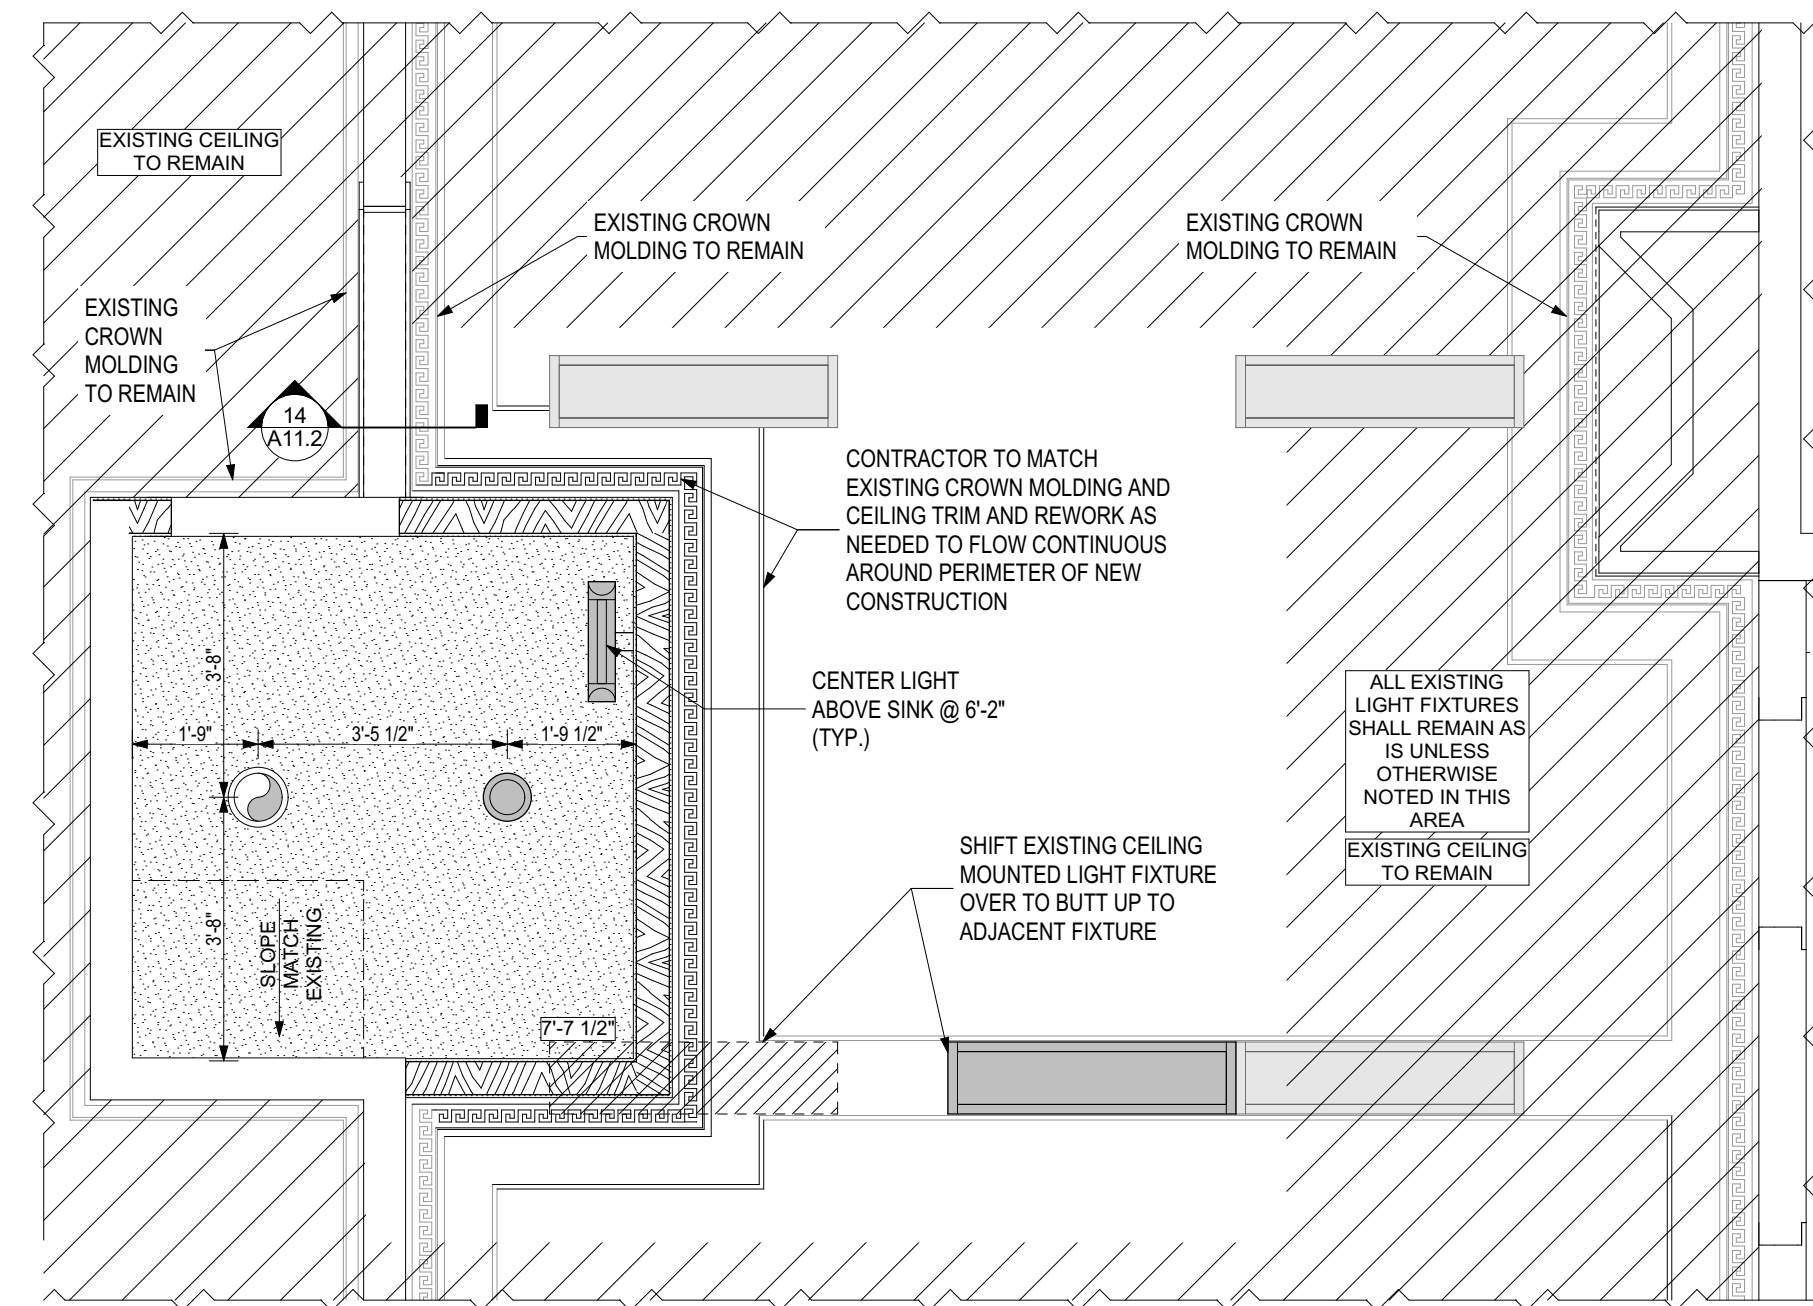 EXISTING CEILING
TO REMAIN
EXISTING CROWN
MOLDING TO REMAIN
EXISTING CROWN
MOLDING TO REMAIN
EXISTING
CROWN
MOLDING
TO REMAIN
14
A11.2
CONTRACTOR TO MATCH
EXISTING CROWN MOLDING AND
CEILING TRIM AND REWORK AS
NEEDED TO FLOW CONTINUOUS
AROUND PERIMETER OF NEW
CONSTRUCTION
3'-8"
1'-9"
3'-5 1/2"
1'-9 1/2"
CENTER LIGHT
ABOVE SINK @ 6'-2"
(TYP.)
ALL EXISTING
LIGHT FIXTURES
SHALL REMAIN AS
IS UNLESS
OTHERWISE
NOTED IN THIS
AREA
EXISTING CEILING
TO REMAIN
SHIFT EXISTING CEILING
MOUNTED LIGHT FIXTURE
OVER TO BUTT UP TO
ADJACENT FIXTURE
3'-8"
SLOPE
MATCH
EXISTING
7'-7 1/2"